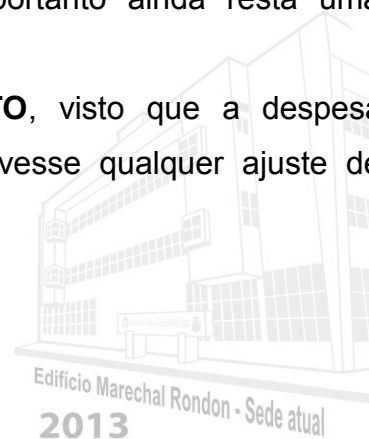 portanto ainda resta uma
TO, visto que a despesa
vesse qualquer ajuste de
Edifício Marechal Rondon - Sede atual
2013